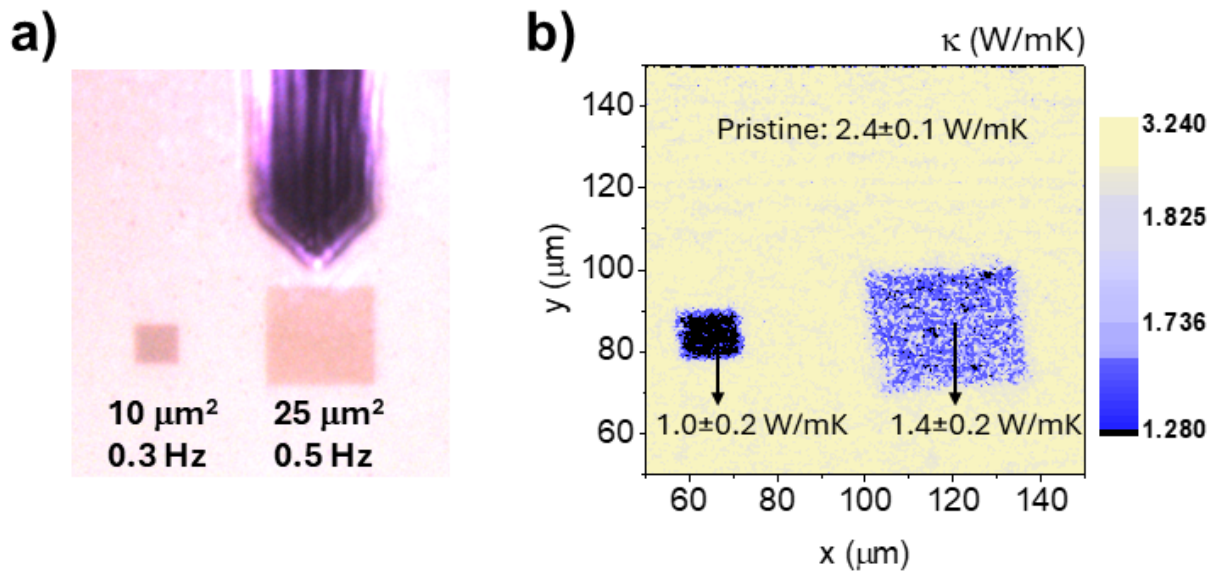 a)
10 μm²
0.3 Hz
25 μm²
0.5 Hz
b)
κ (W/mK)
Pristine: 2.4±0.1 W/mK
1.0±0.2 W/mK
1.4±0.2 W/mK
140
120
100
80
60
y (μm)
60 80 100 120 140
x (μm)
3.240
1.825
1.736
1.280